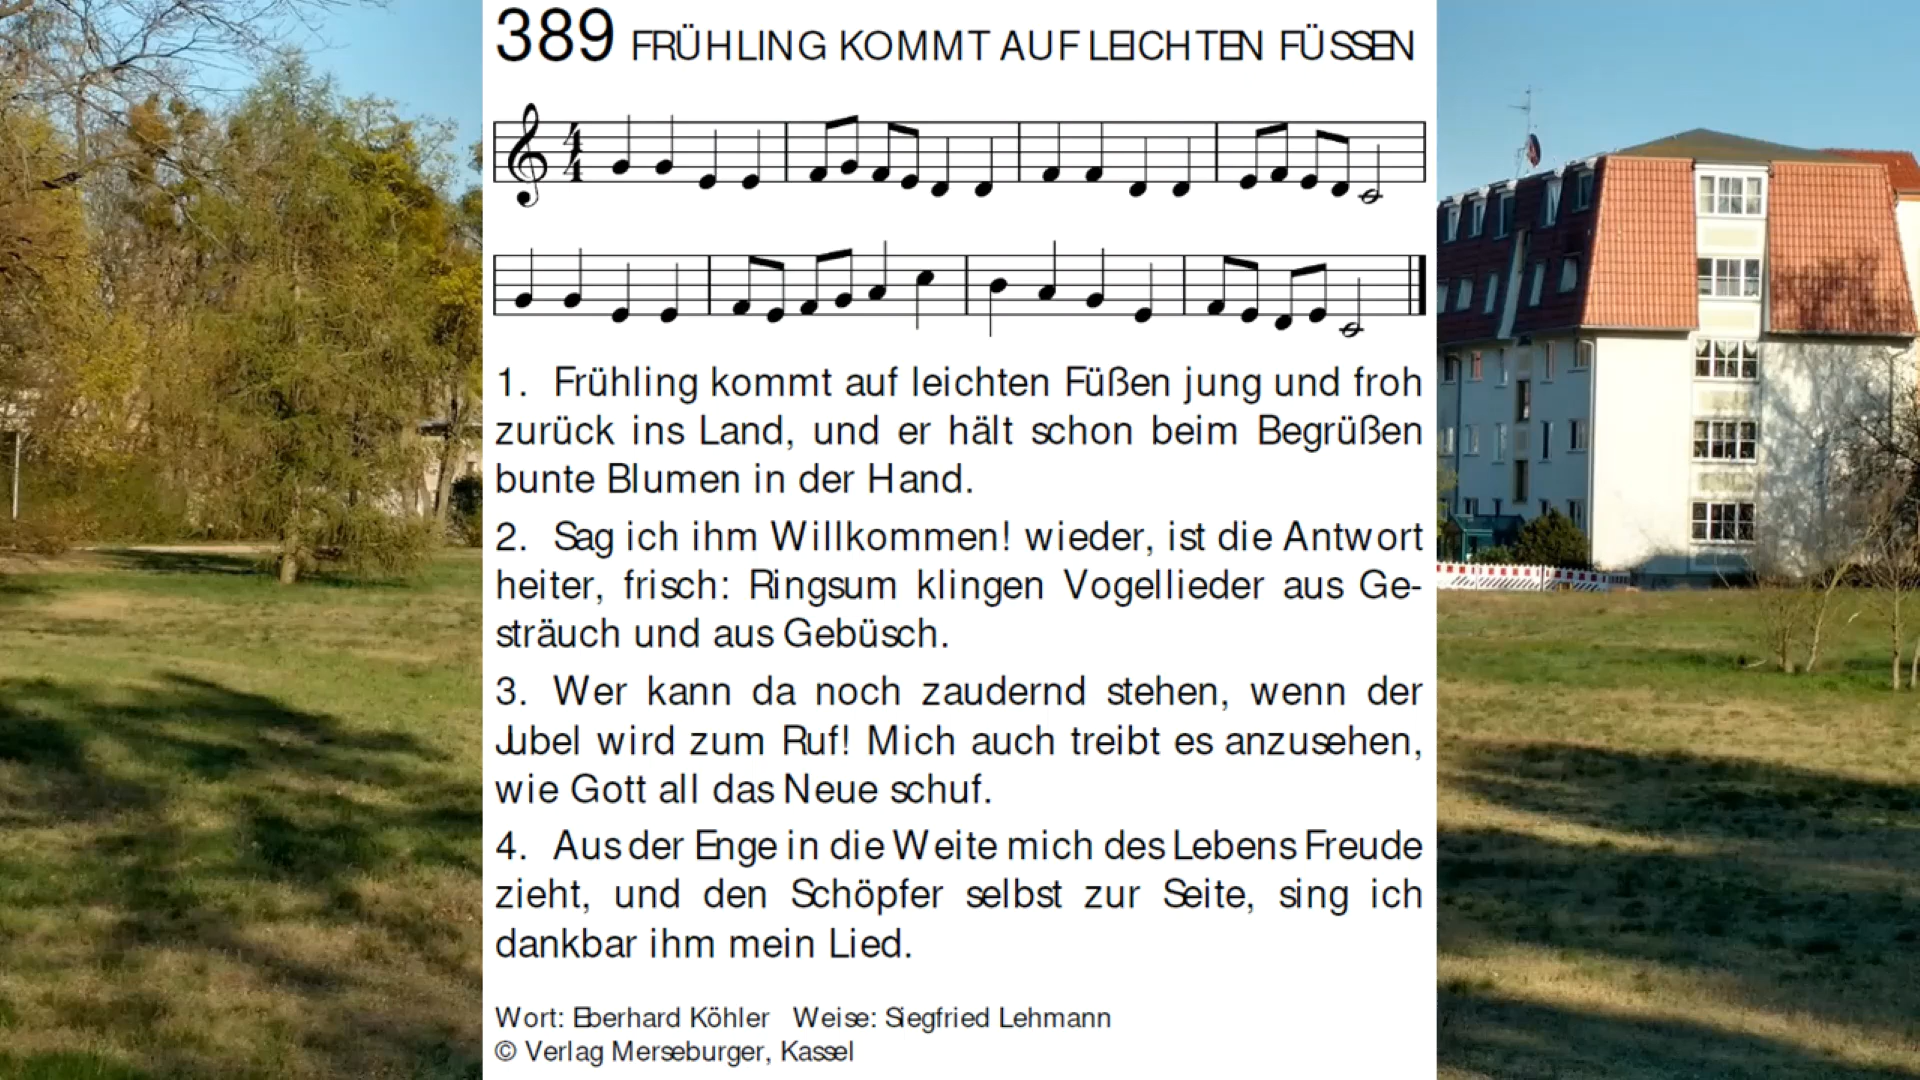 389 FRÜHLING KOMMT AUF LEICHTEN FÜSSEN
4
4
1. Frühling kommt auf leichten Füßen jung und froh
zurück ins Land, und er hält schon beim Begrüßen
bunte Blumen in der Hand.
2. Sag ich ihm Willkommen! wieder, ist die Antwort
heiter, frisch: Ringsum klingen Vogellieder aus Ge-
sträuch und aus Gebüsch.
3. Wer kann da noch zaudernd stehen, wenn der
Jubel wird zum Ruf! Mich auch treibt es anzusehen,
wie Gott all das Neue schuf.
4. Aus der Enge in die Weite mich des Lebens Freude
zieht, und den Schöpfer selbst zur Seite, sing ich
dankbar ihm mein Lied.
Wort: Eberhard Köhler Weise: Siegfried Lehmann
© Verlag Merseburger, Kassel